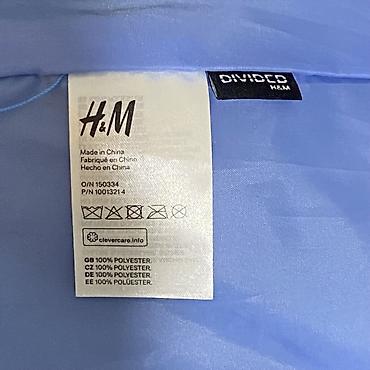 DIVIDED
H&M
H&M
Made in China
Fabriqué en Chine
Hecho en China
O/N 150334
P/N 10013214
clevercare.info
GB 100% POLYESTER.
CZ 100% POLYESTER.
DE 100% POLYESTER.
EE 100% POLÜESTER.